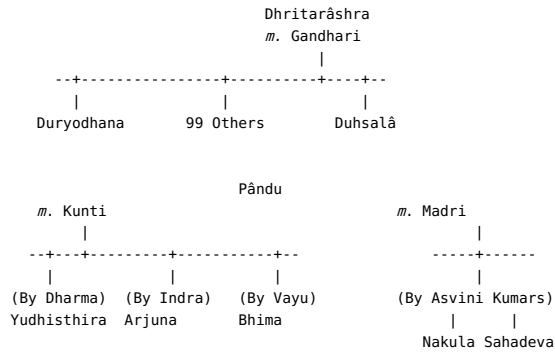 Dhritarâshra
m. Gandhari
Duryodhana 99 Others Duhsalâ
Pându
m. Kunti m. Madri
(By Dharma) (By Indra) (By Vayu) (By Asvini Kumars)
Yudhisthira Arjuna Bhima
Nakula Sahadeva